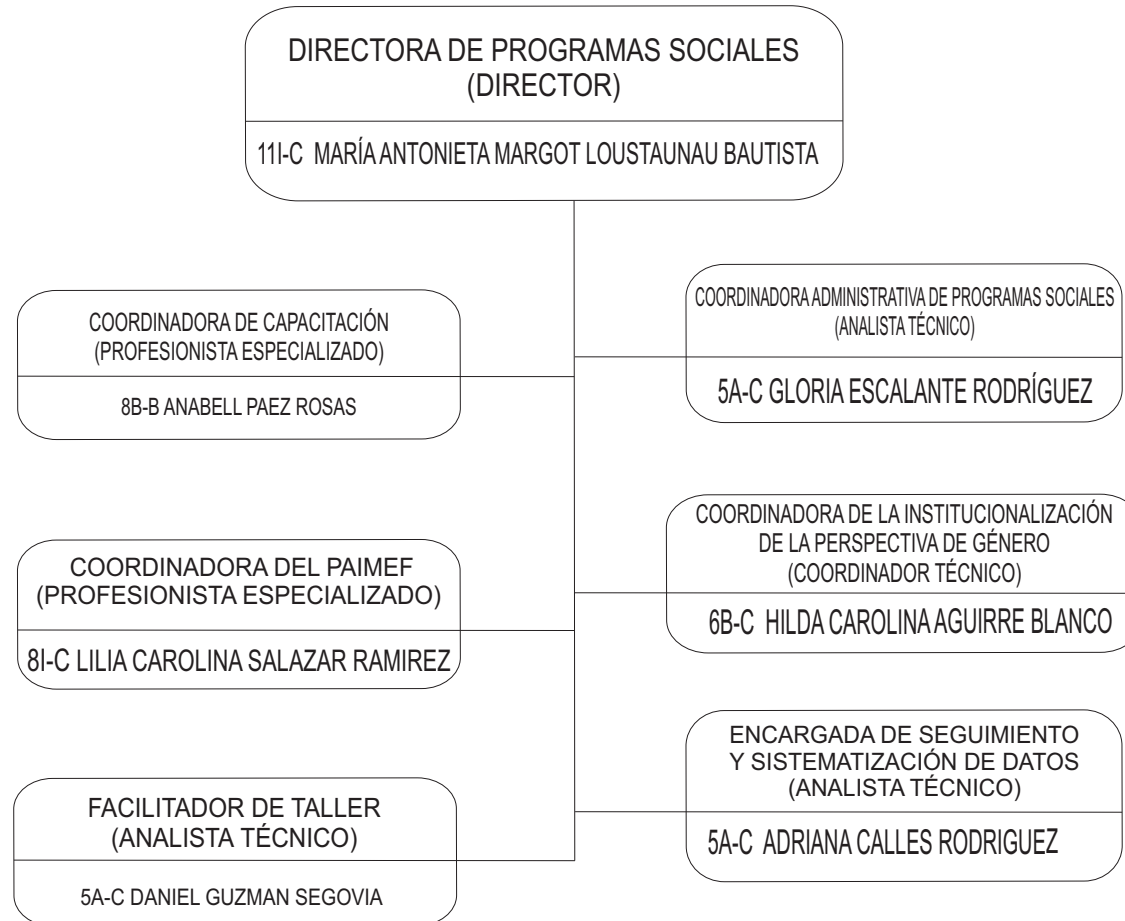 DIRECTORA DE PROGRAMAS SOCIALES
(DIRECTOR)
11I-C MARÍA ANTONIETA MARGOT LOUSTAUNAU BAUTISTA
COORDINADORA DE CAPACITACIÓN
(PROFESIONISTA ESPECIALIZADO)
8B-B ANABELL PAEZ ROSAS
COORDINADORA ADMINISTRATIVA DE PROGRAMAS SOCIALES
(ANALISTA TÉCNICO)
5A-C GLORIA ESCALANTE RODRÍGUEZ
COORDINADORA DEL PAIMEF
(PROFESIONISTA ESPECIALIZADO)
8I-C LILIA CAROLINA SALAZAR RAMIREZ
COORDINADORA DE LA INSTITUCIONALIZACIÓN
DE LA PERSPECTIVA DE GÉNERO
(COORDINADOR TÉCNICO)
6B-C HILDA CAROLINA AGUIRRE BLANCO
FACILITADOR DE TALLER
(ANALISTA TÉCNICO)
5A-C DANIEL GUZMAN SEGOVIA
ENCARGADA DE SEGUIMIENTO
Y SISTEMATIZACIÓN DE DATOS
(ANALISTA TÉCNICO)
5A-C ADRIANA CALLES RODRIGUEZ